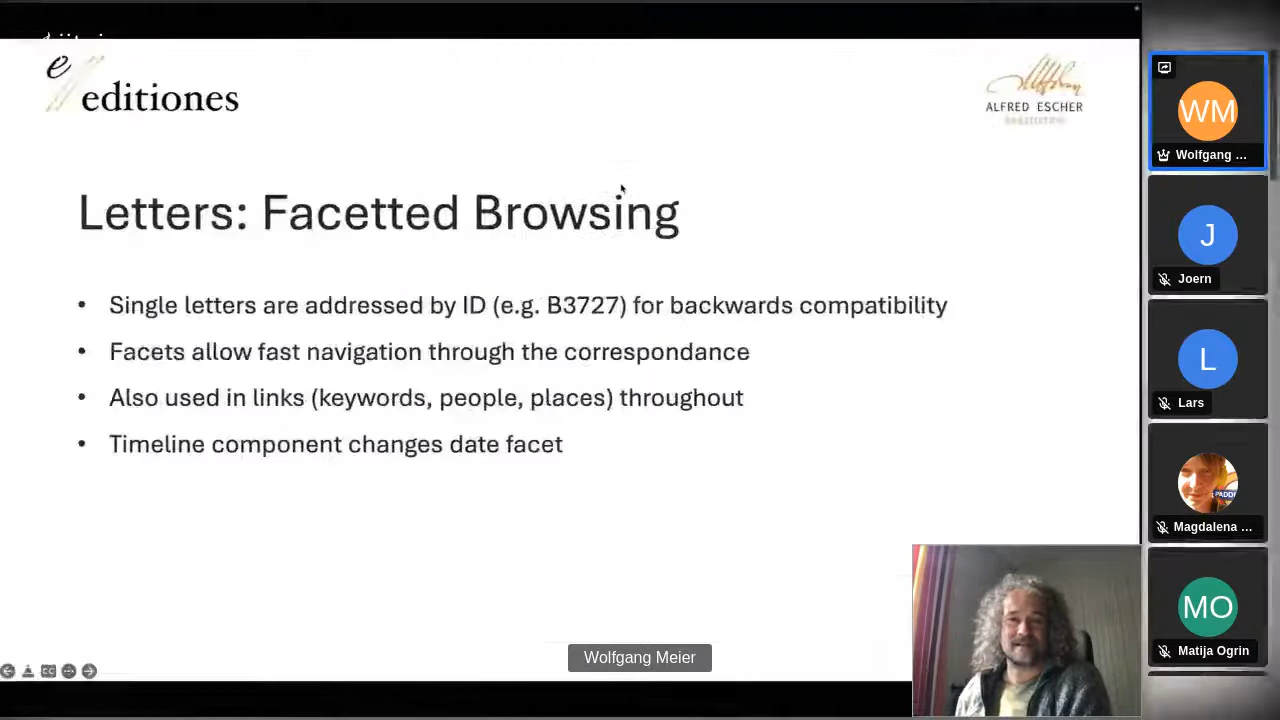 editiones
ALFRED ESCHER
Letters: Facetted Browsing
• Single letters are addressed by ID (e.g. B3727) for backwards compatibility
• Facets allow fast navigation through the correspondance
• Also used in links (keywords, people, places) throughout
• Timeline component changes date facet
Wolfgang Meier
WM
Wolfgang ...
J
Joern
L
Lars
Magdalena ...
MO
Matija Ogrin